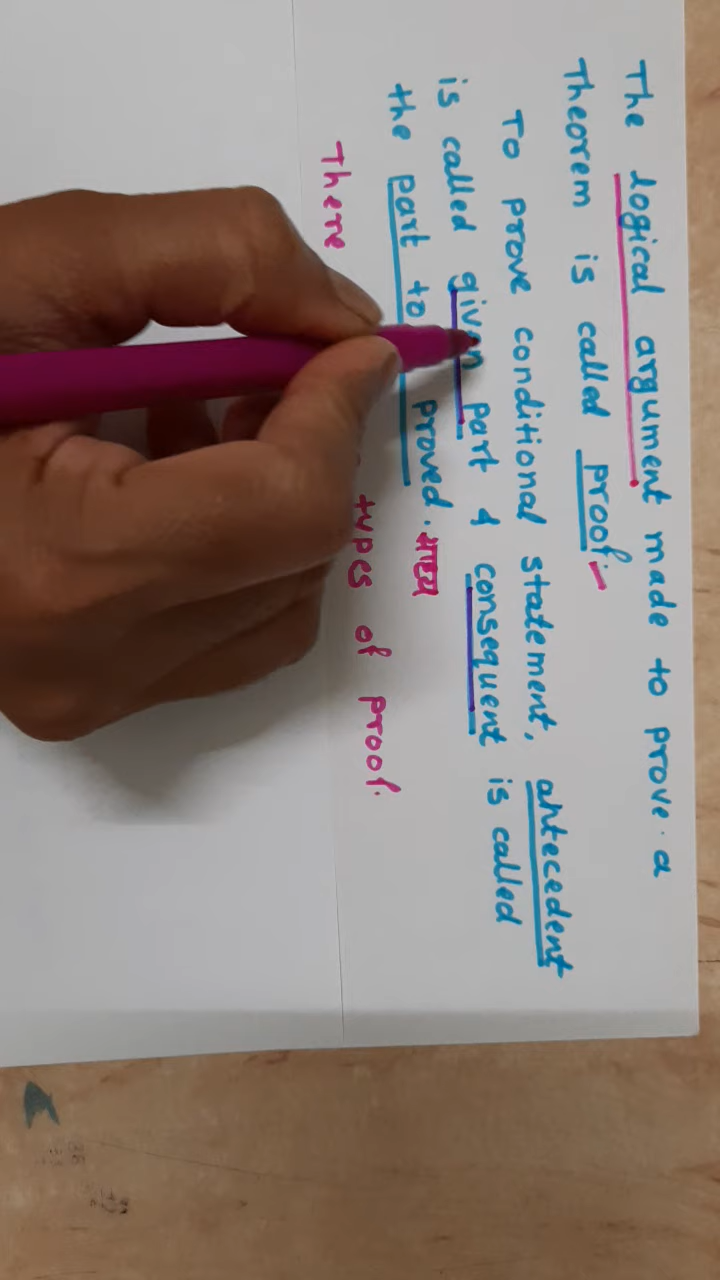 The logical argument made to prove a
Theorem is called proof.
To prove conditional statement, antecedent
is called given part & consequent is called
the part to proved. साध्य
There types of proof.